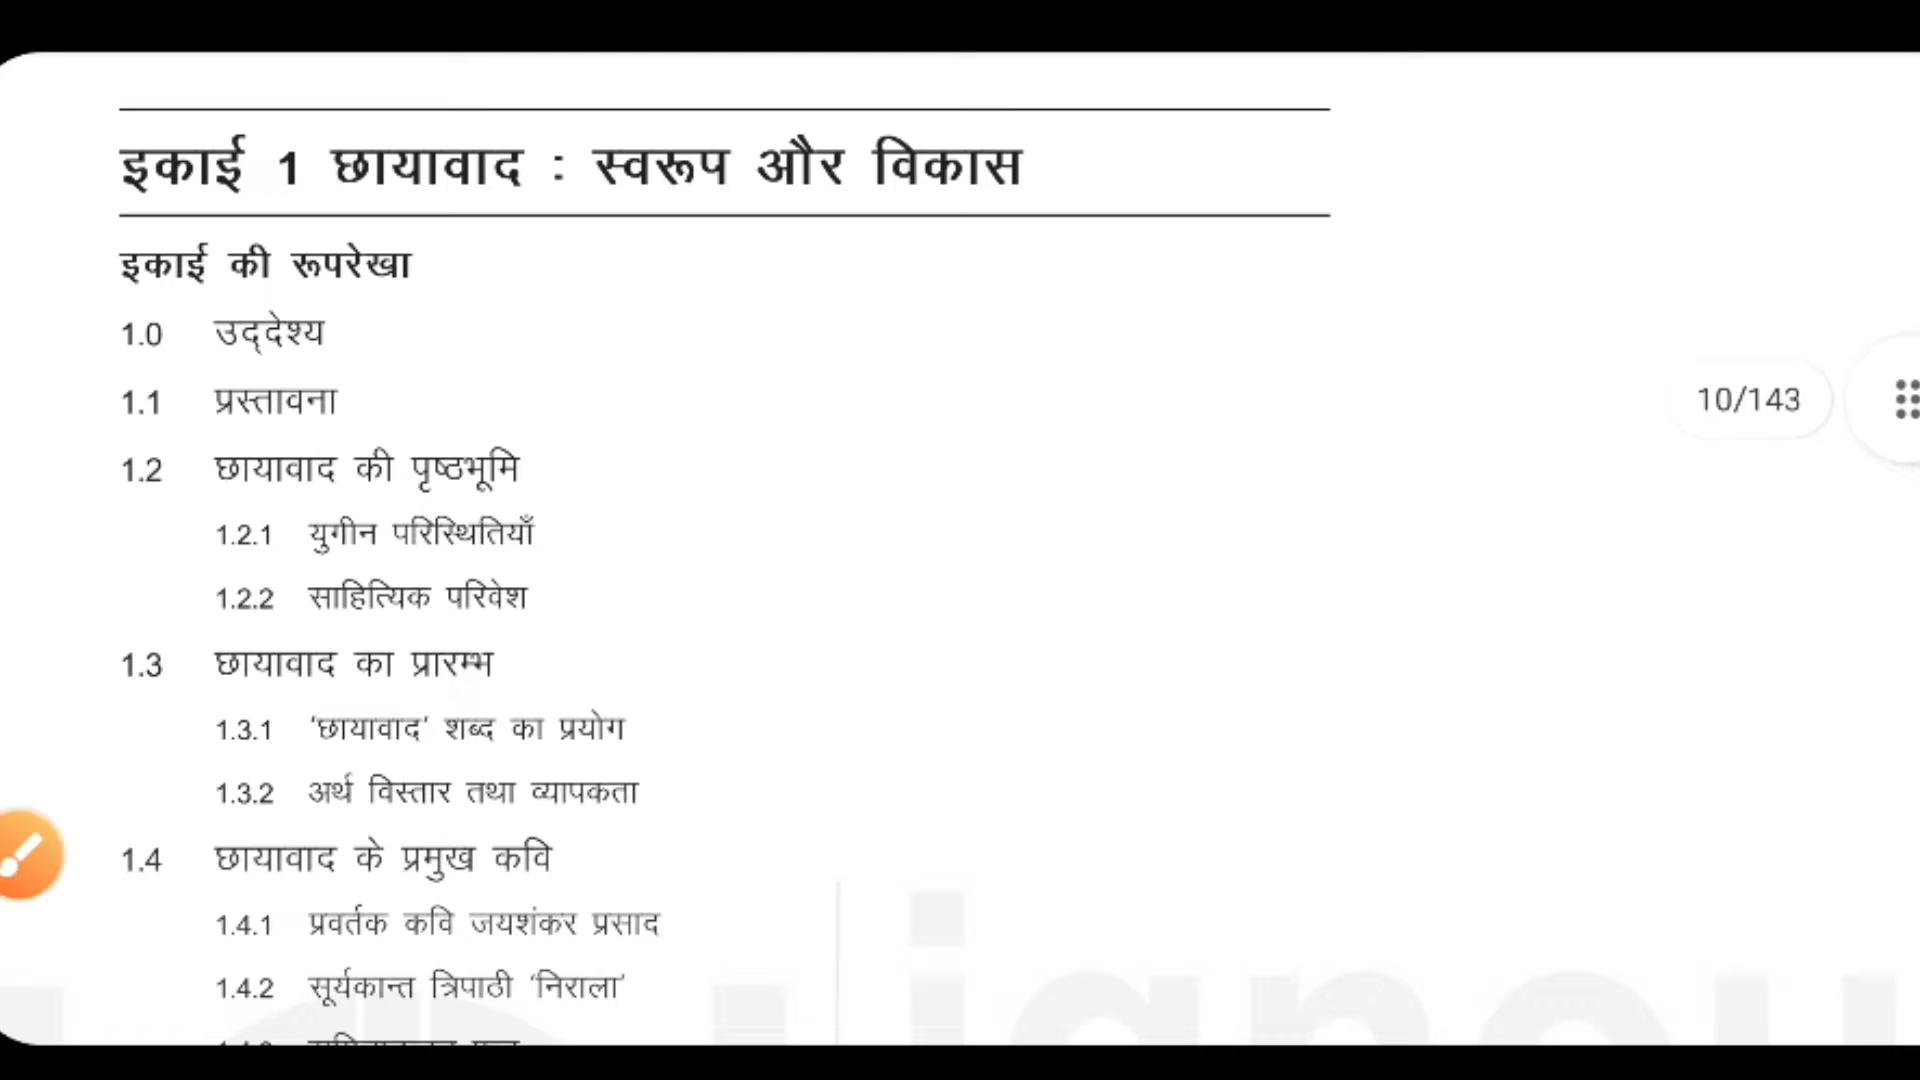 इकाई 1 छायावाद : स्वरूप और विकास
इकाई की रूपरेखा
1.0 उद्देश्य
1.1 प्रस्तावना
10/143
1.2 छायावाद की पृष्ठभूमि
1.2.1 युगीन परिस्थितियाँ
1.2.2 साहित्यिक परिवेश
1.3 छायावाद का प्रारम्भ
1.3.1 ‘छायावाद’ शब्द का प्रयोग
1.3.2 अर्थ विस्तार तथा व्यापकता
1.4 छायावाद के प्रमुख कवि
1.4.1 प्रवर्तक कवि जयशंकर प्रसाद
1.4.2 सूर्यकान्त त्रिपाठी ‘निराला’
ignou